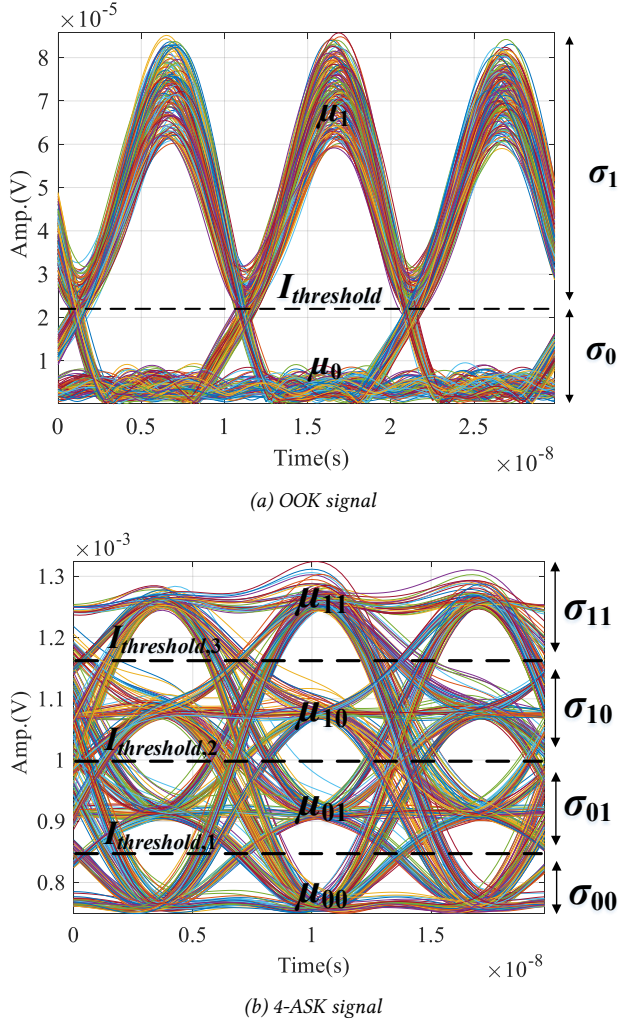 ×10⁻⁵
8
7
6
5
4
3
2
1
Amp.(V)
μ₁
σ₁
I_threshold
σ₀
μ₀
0 0.5 1 1.5 2 2.5
Time(s)
×10⁻⁸
(a) OOK signal
×10⁻³
1.3
1.2
1.1
1
0.9
0.8
Amp.(V)
μ₁₁
σ₁₁
I_threshold,3
μ₁₀
σ₁₀
I_threshold,2
μ₀₁
σ₀₁
I_threshold,1
μ₀₀
σ₀₀
0 0.5 1 1.5
Time(s)
×10⁻⁸
(b) 4-ASK signal